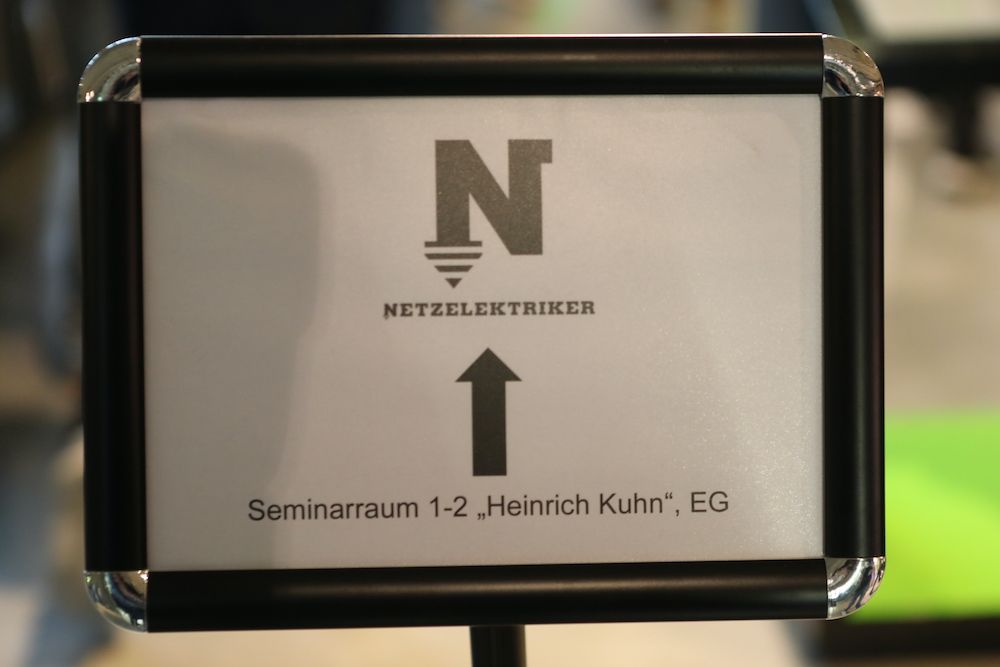 N
NETZELEKTRIKER
Seminarraum 1-2 „Heinrich Kuhn“, EG